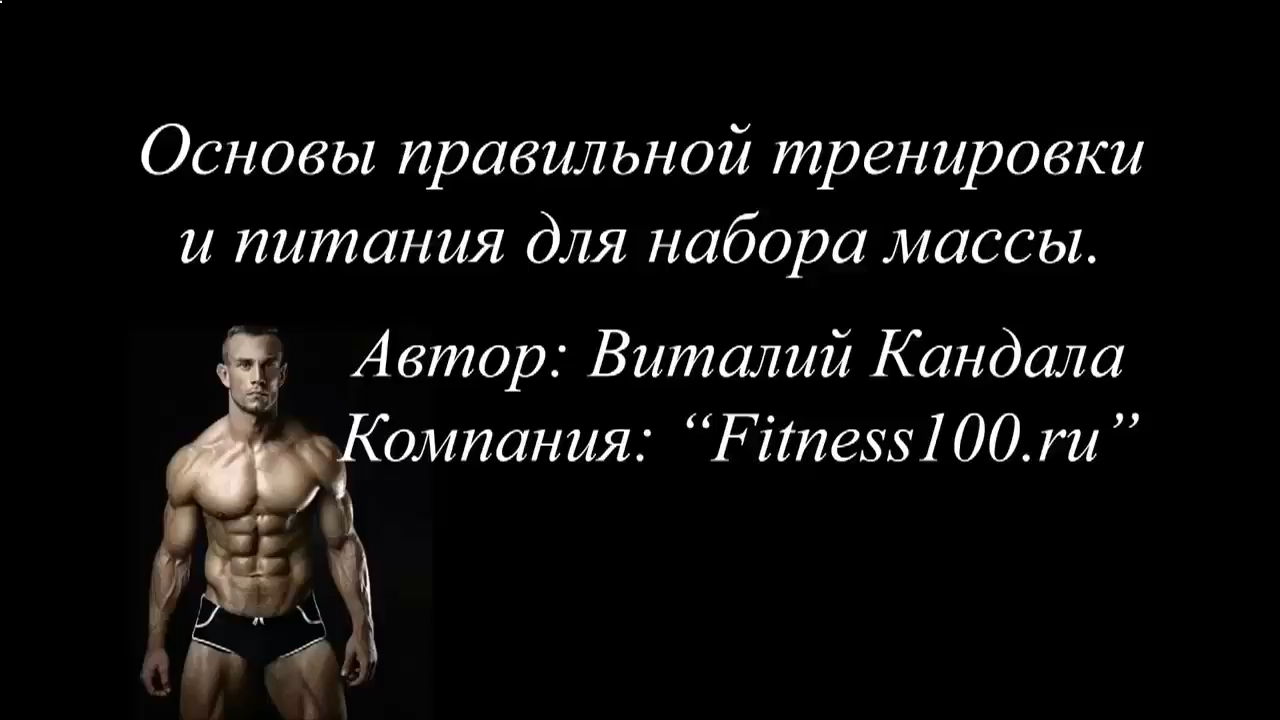 Основы правильной тренировки
и питания для набора массы.
Автор: Виталий Кандала
Компания: “Fitness100.ru”